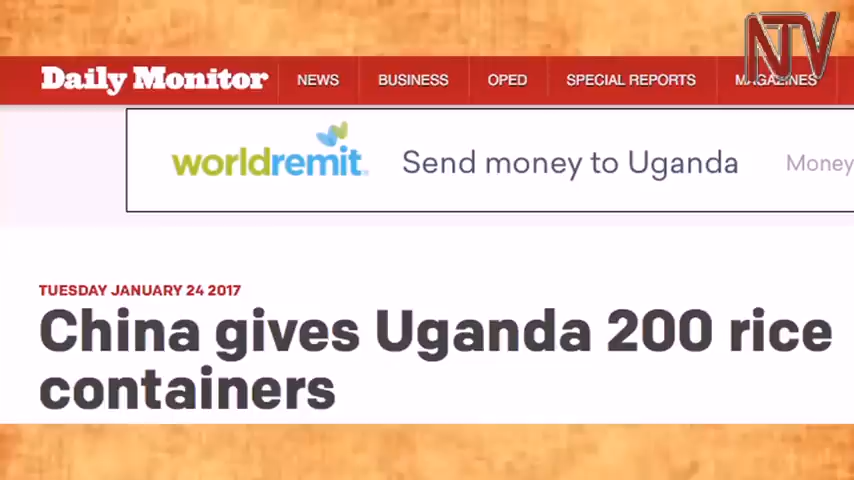 NTV
Daily Monitor NEWS BUSINESS OPED SPECIAL REPORTS MAGAZINES
worldremit Send money to Uganda Money
TUESDAY JANUARY 24 2017
China gives Uganda 200 rice
containers